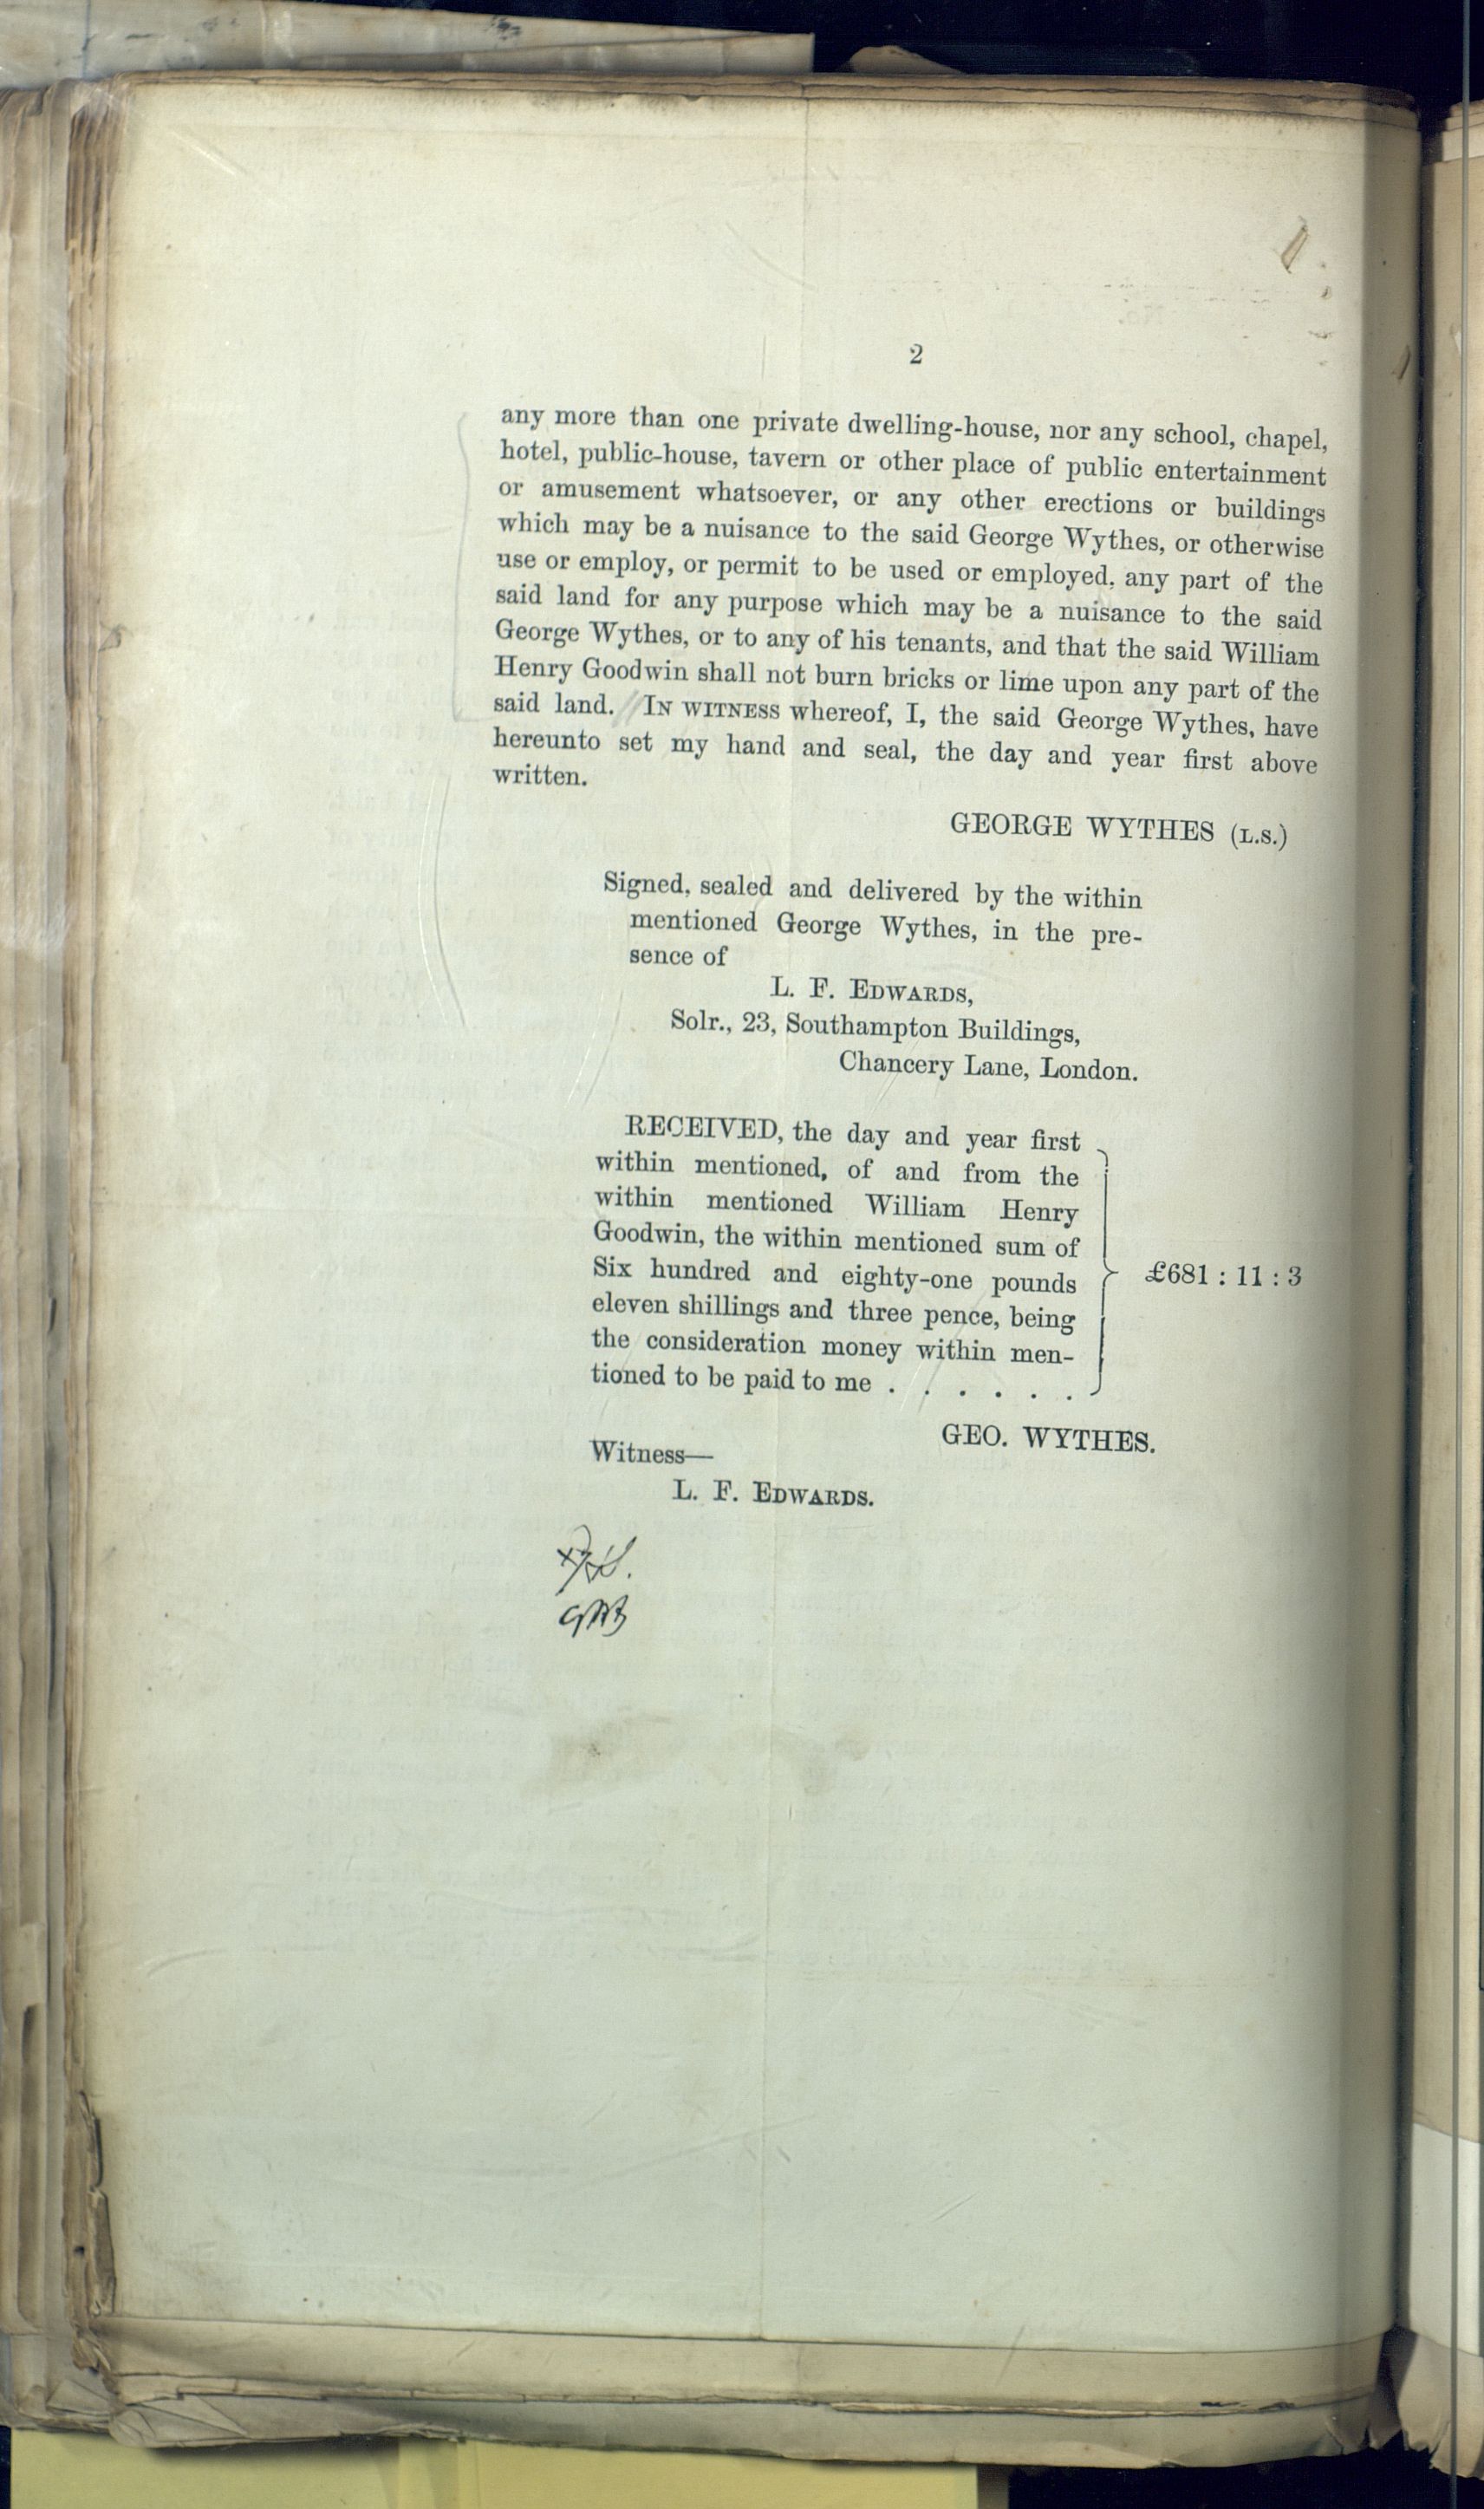 2
any more than one private dwelling-house, nor any school, chapel,
hotel, public-house, tavern or other place of public entertainment
or amusement whatsoever, or any other erections or buildings
which may be a nuisance to the said George Wythes, or otherwise
use or employ, or permit to be used or employed, any part of the
said land for any purpose which may be a nuisance to the said
George Wythes, or to any of his tenants, and that the said William
Henry Goodwin shall not burn bricks or lime upon any part of the
said land. IN WITNESS whereof, I, the said George Wythes, have
hereunto set my hand and seal, the day and year first above
written.
GEORGE WYTHES (L.S.)
Signed, sealed and delivered by the within
mentioned George Wythes, in the pre-
sence of
L. F. EDWARDS,
Solr., 23, Southampton Buildings,
Chancery Lane, London.
RECEIVED, the day and year first
within mentioned, of and from the
within mentioned William Henry
Goodwin, the within mentioned sum of
Six hundred and eighty-one pounds £681 : 11 : 3
eleven shillings and three pence, being
the consideration money within men-
tioned to be paid to me . . . . . .
GEO. WYTHES.
Witness—
L. F. EDWARDS.